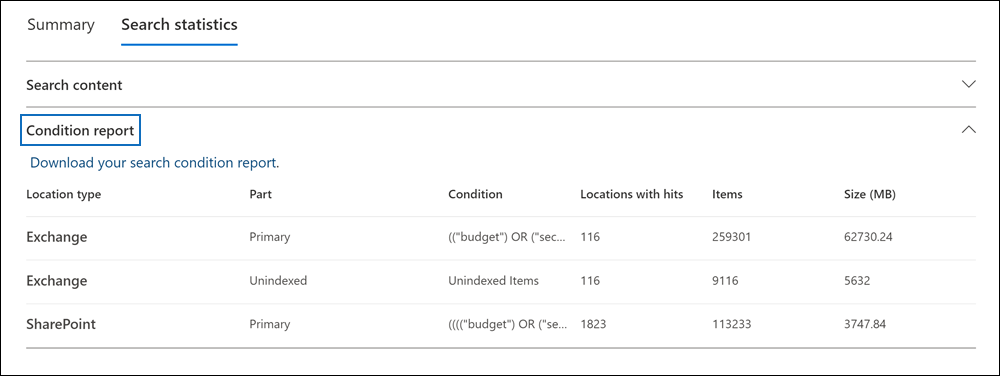 Summary Search statistics
Search content
Condition report
Download your search condition report.
Location type Part Condition Locations with hits Items Size (MB)
Exchange Primary (("budget") OR ("sec... 116 259301 62730.24
Exchange Unindexed Unindexed Items 116 9116 5632
SharePoint Primary (((("budget") OR ("se... 1823 113233 3747.84